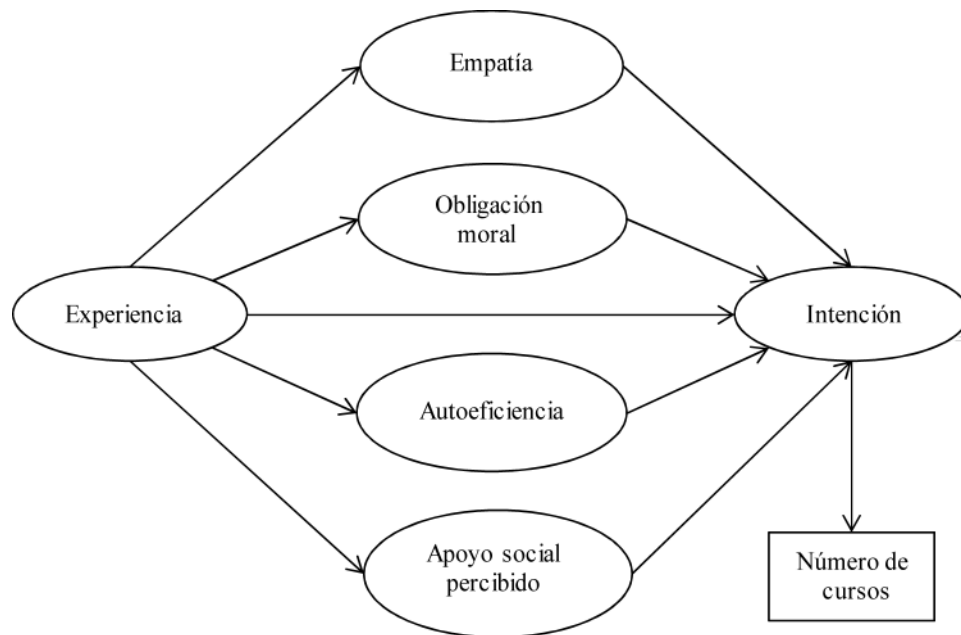 Empatía
Obligación
moral
Experiencia
Intención
Autoeficiencia
Apoyo social
percibido
Número de
cursos